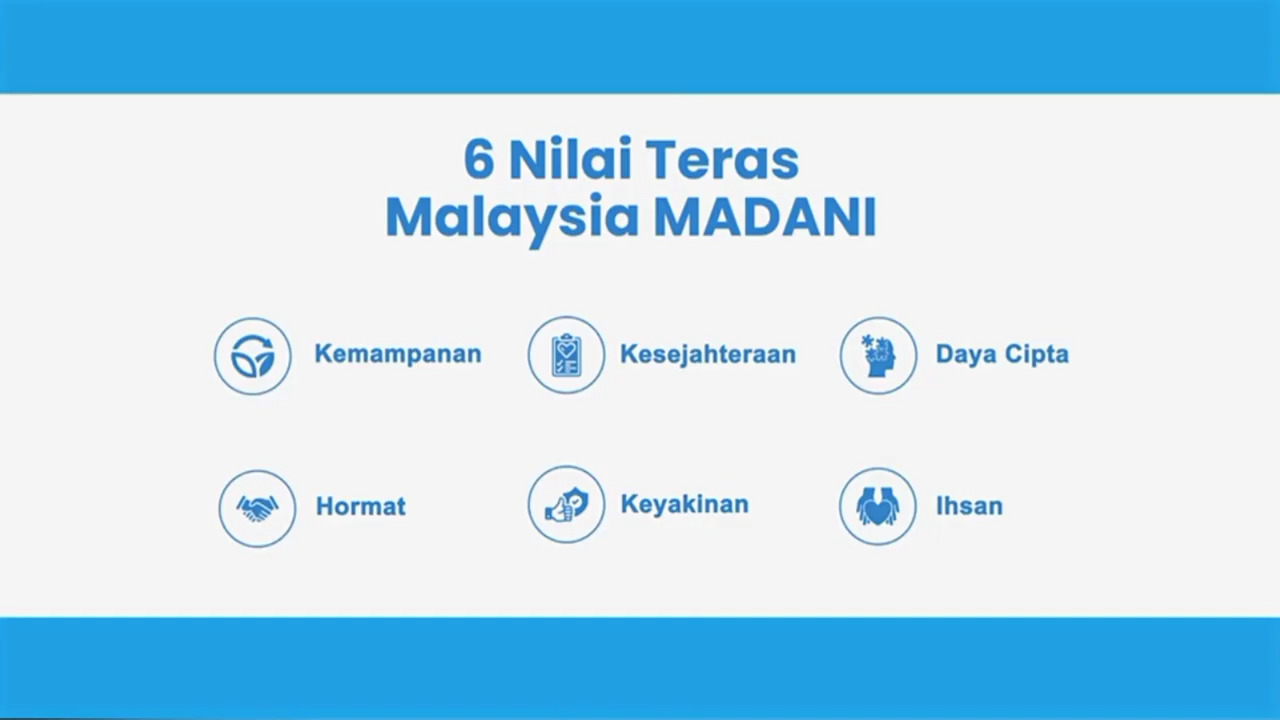 6 Nilai Teras
Malaysia MADANI
Kemampanan
Kesejahteraan
Daya Cipta
Hormat
Keyakinan
Ihsan